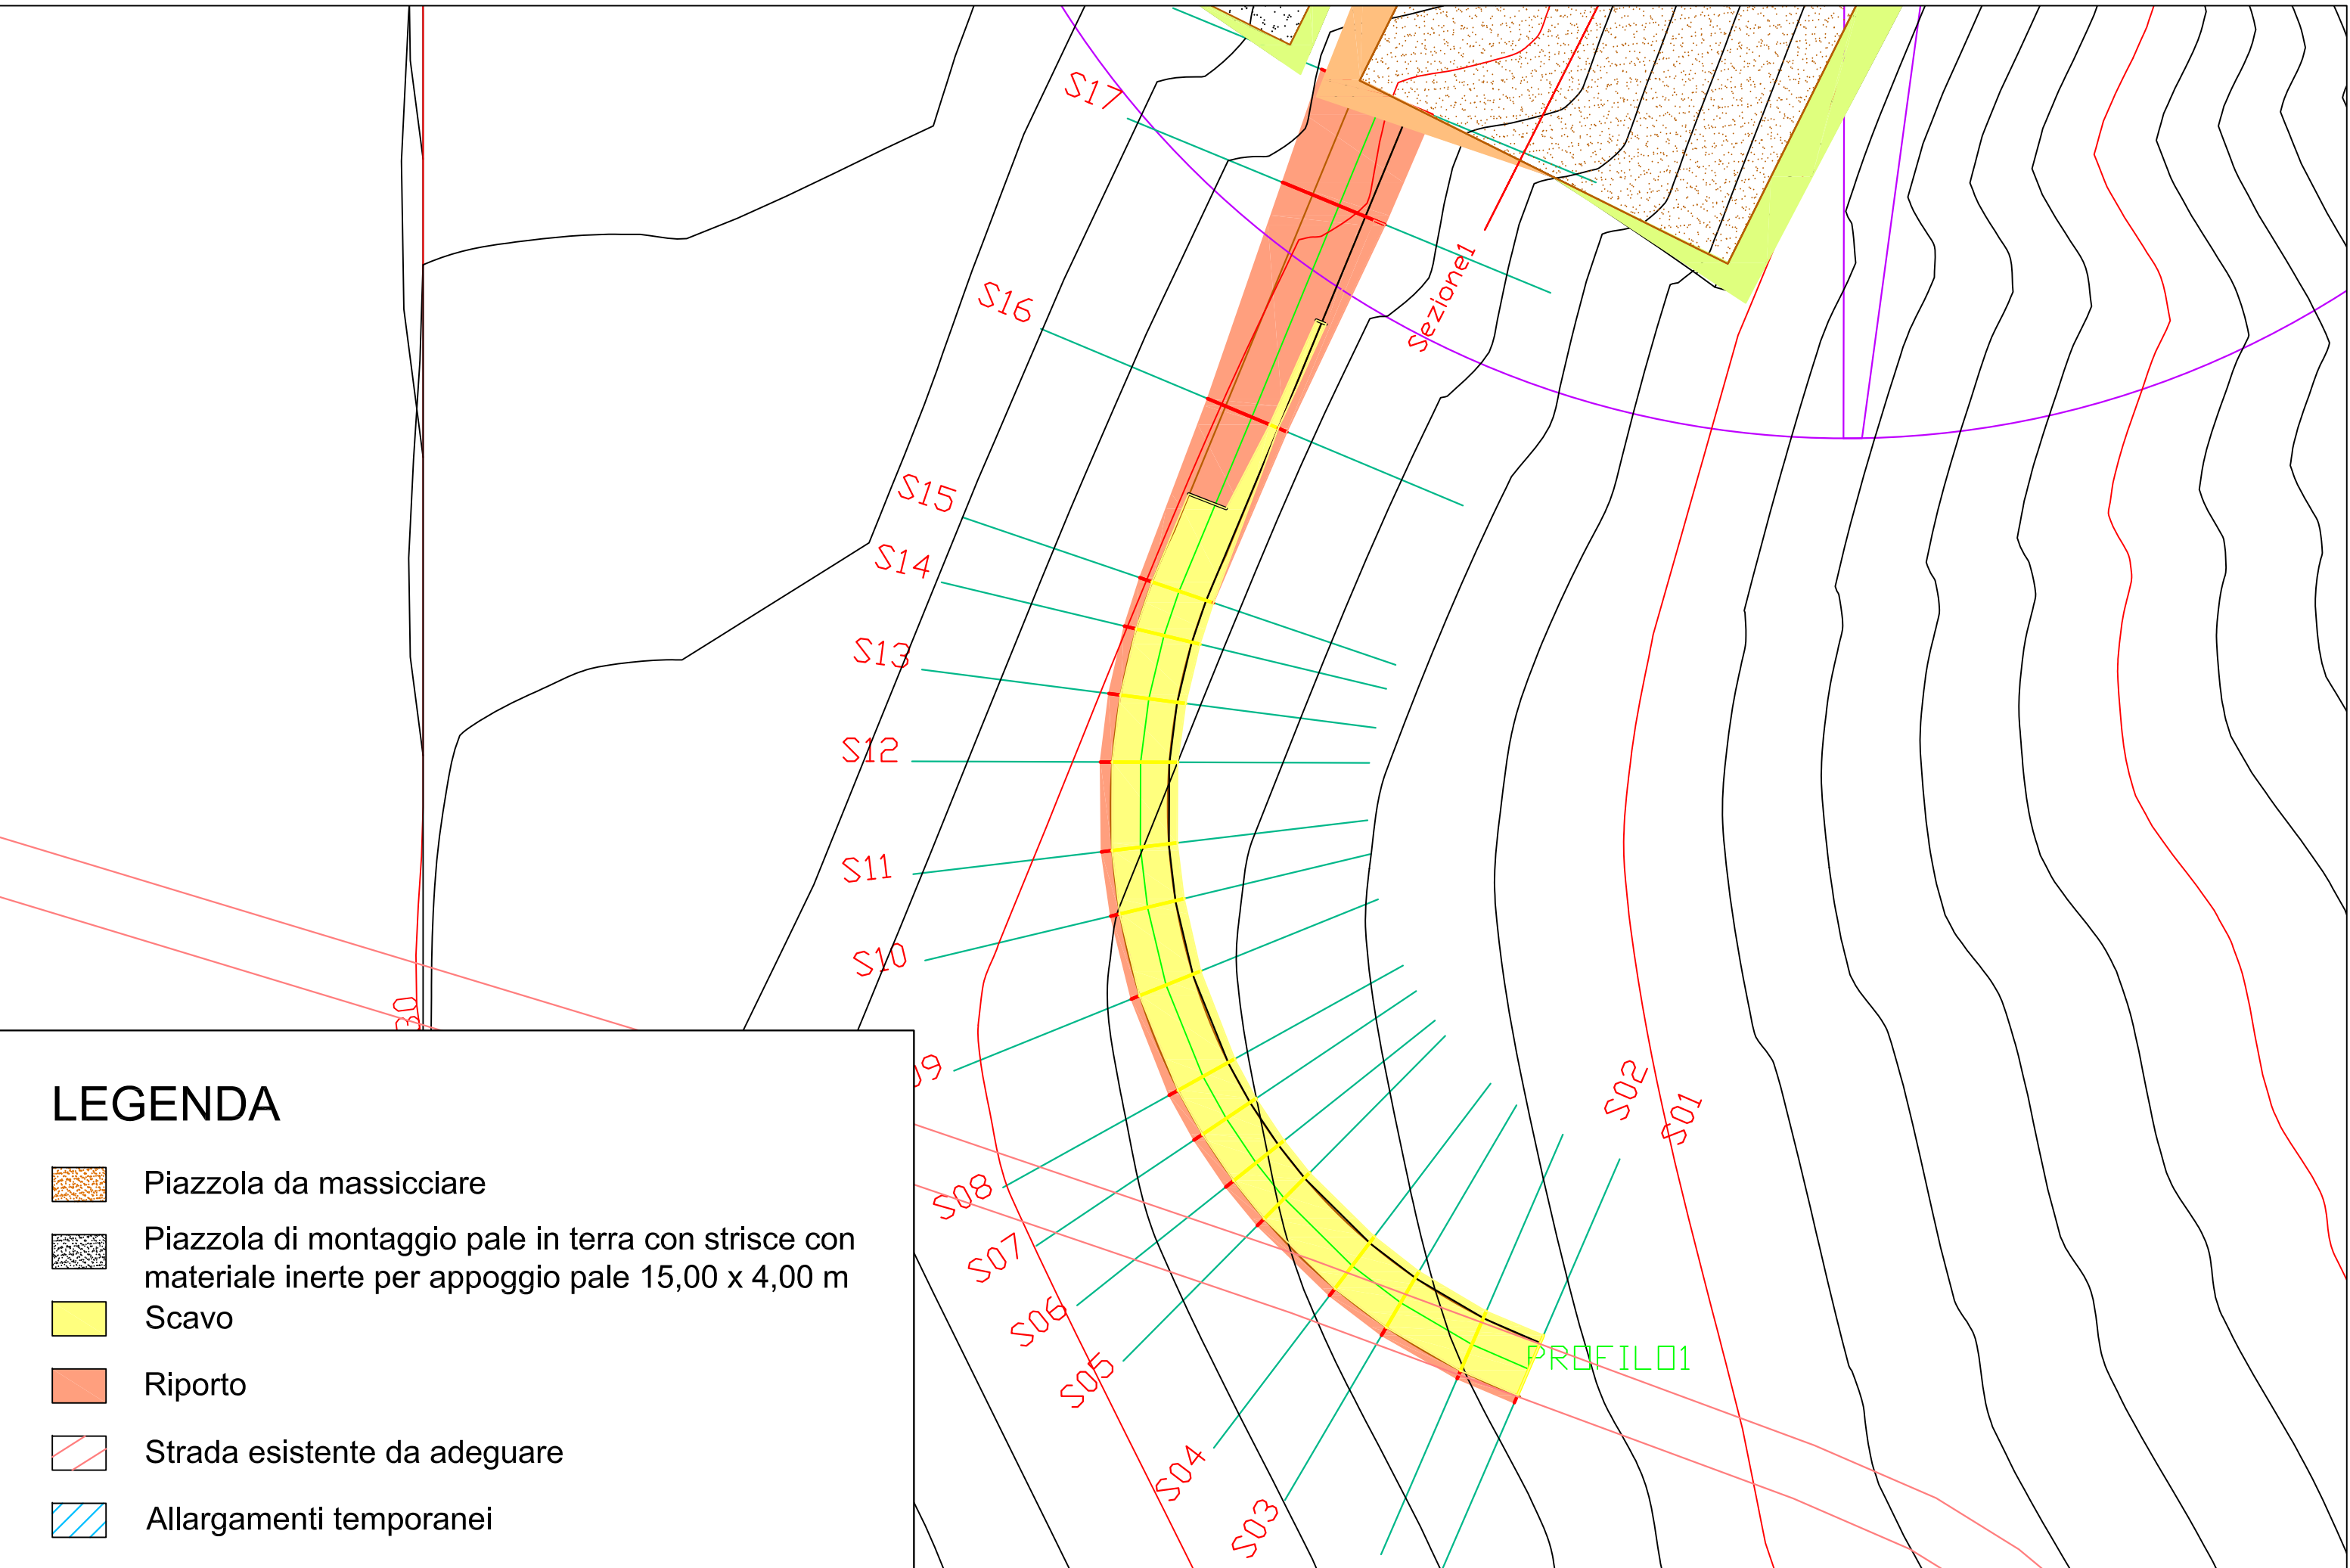 S17
S16
Sezione1
S15
S14
S13
S12
S11
S10
30
09
S08
S07
S06
S05
S04
S03
S02
S01
PROFILO1
LEGENDA
Piazzola da massicciare
Piazzola di montaggio pale in terra con strisce con
materiale inerte per appoggio pale 15,00 x 4,00 m
Scavo
Riporto
Strada esistente da adeguare
Allargamenti temporanei